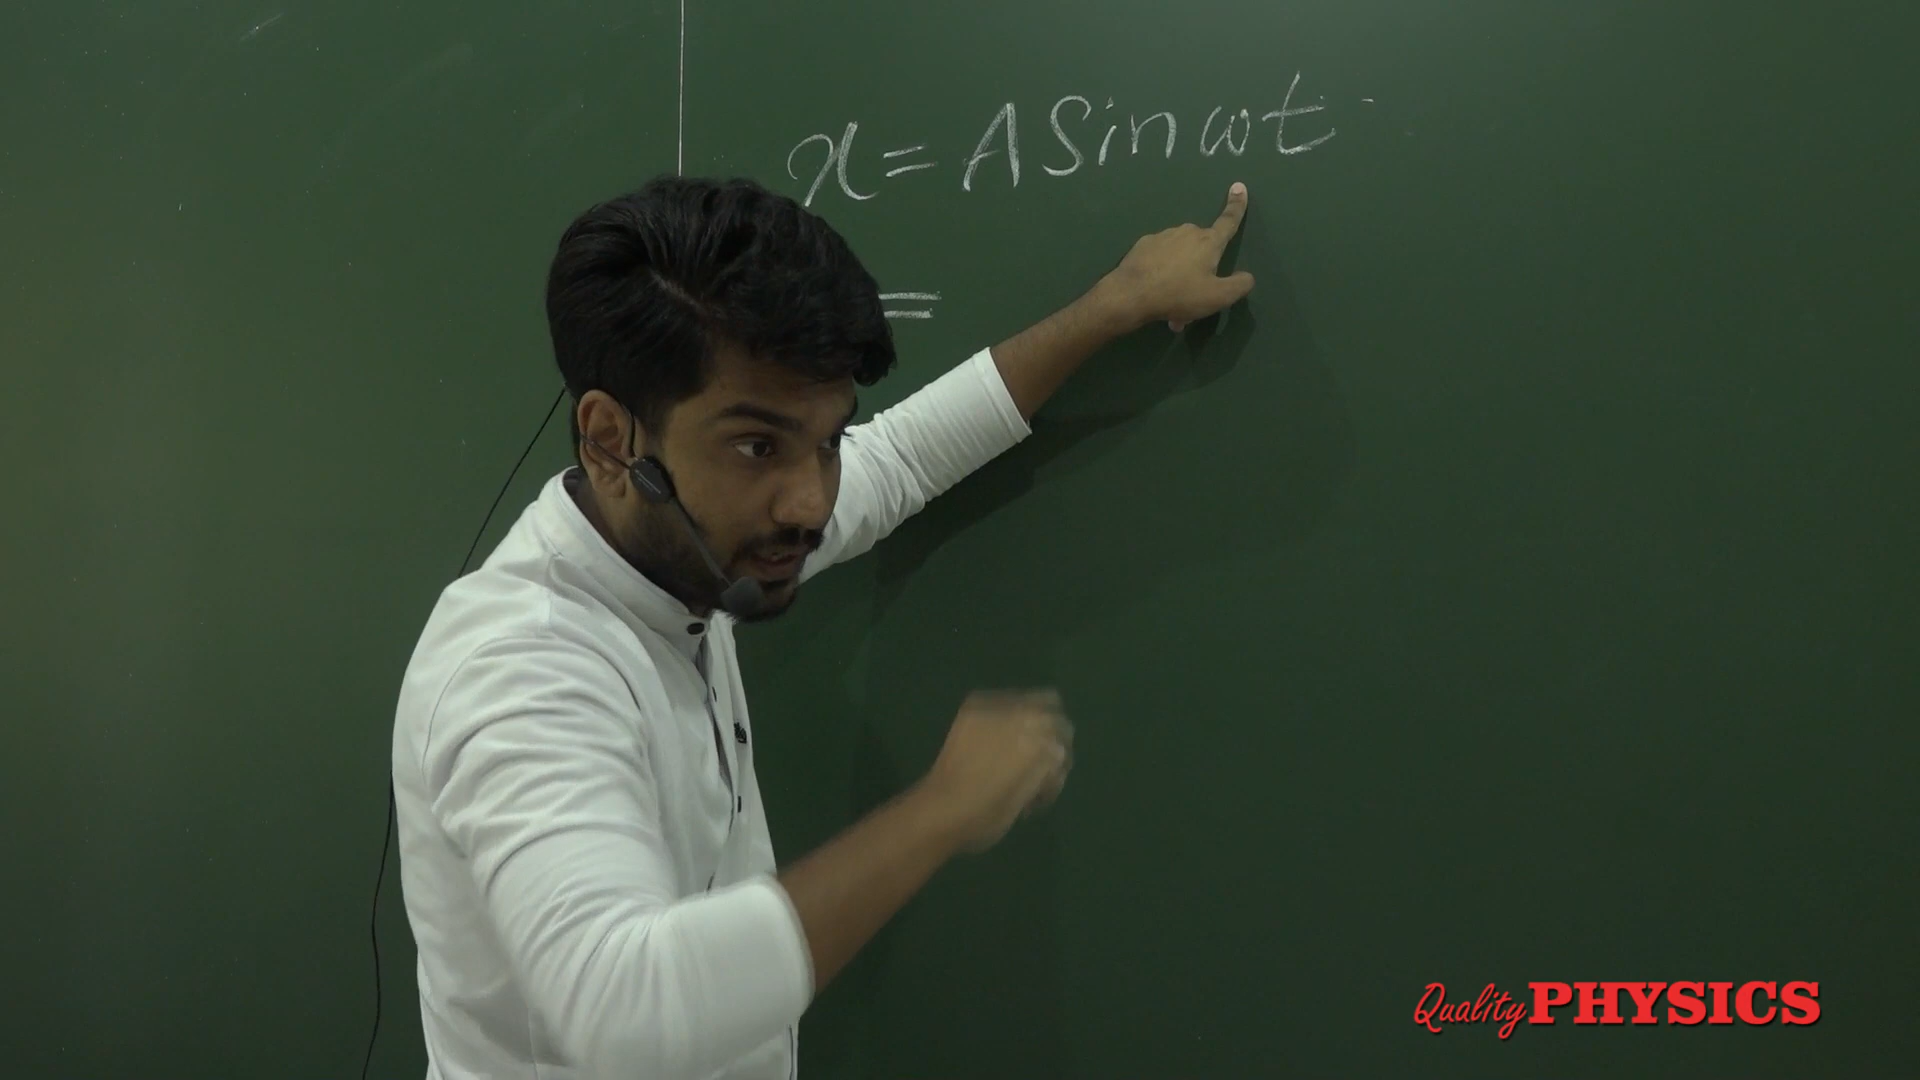 x = A Sin ωt
=
Quality PHYSICS